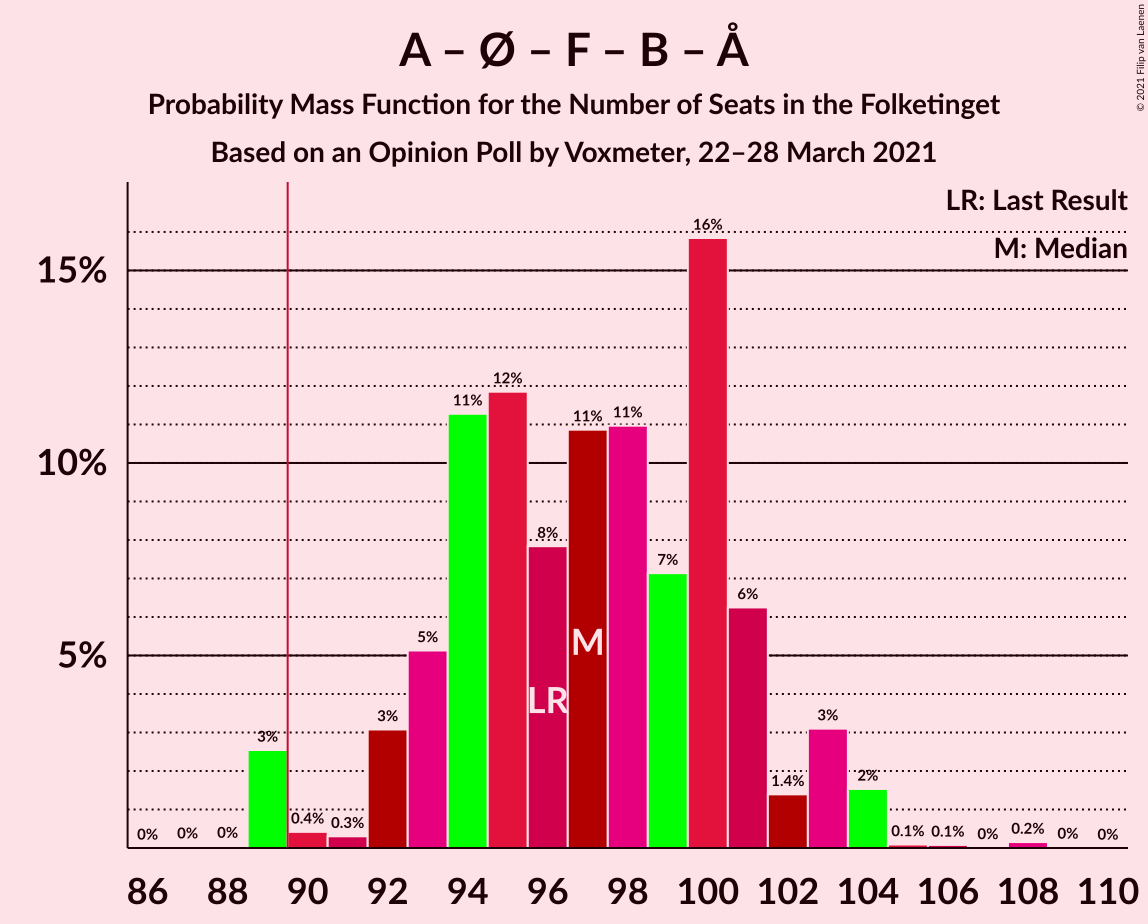 A – Ø – F – B – Å
Probability Mass Function for the Number of Seats in the Folketinget
Based on an Opinion Poll by Voxmeter, 22–28 March 2021
© 2021 Filip van Laenen
LR: Last Result
M: Median
15%
10%
5%
0% 0% 0% 3% 0.4% 0.3% 3% 5% 11% 12% 8% 11% 11% 7% 16% 6% 1.4% 3% 2% 0.1% 0.1% 0% 0.2% 0% 0%
M
LR
86 88 90 92 94 96 98 100 102 104 106 108 110